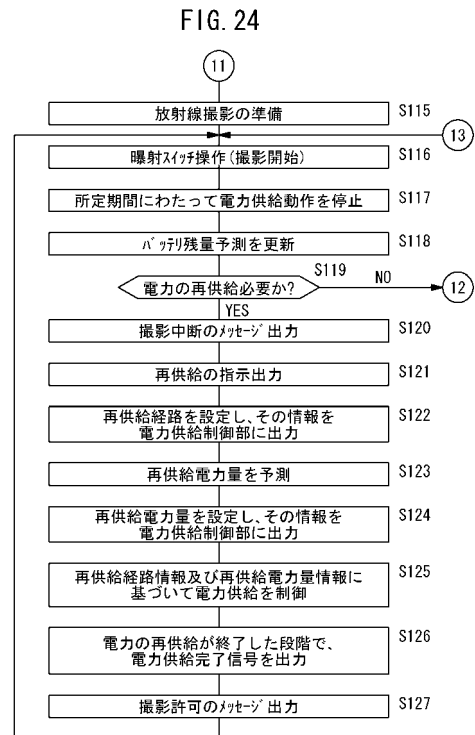 FIG. 24
11
放射線撮影の準備 S115
13
曝射スイッチ操作(撮影開始) S116
所定期間にわたって電力供給動作を停止 S117
バッテリ残量予測を更新 S118
S119
電力の再供給必要か? NO
12
YES
撮影中断のメッセージ出力 S120
再供給の指示出力 S121
再供給経路を設定し、その情報を S122
電力供給制御部に出力
再供給電力量を予測 S123
再供給電力量を設定し、その情報を S124
電力供給制御部に出力
再供給経路情報及び再供給電力量情報に S125
基づいて電力供給を制御
電力の再供給が終了した段階で、 S126
電力供給完了信号を出力
撮影許可のメッセージ出力 S127